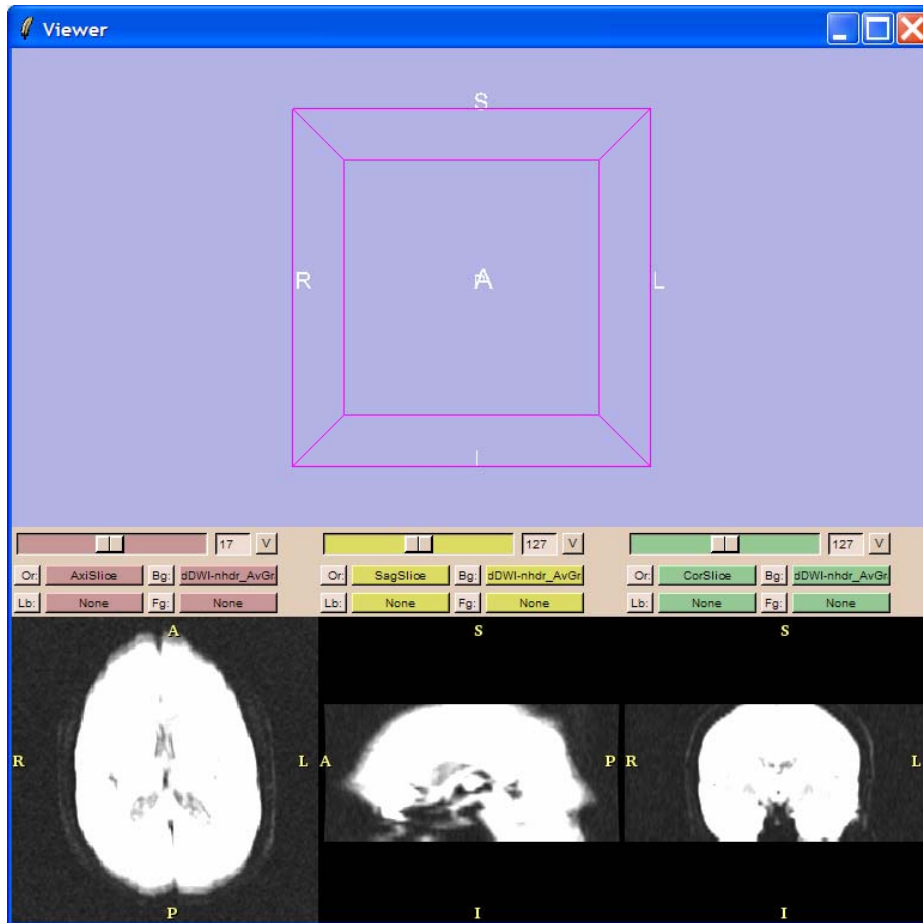 Viewer
S
R A L
I
17 V 127 V 127 V
Or: AxiSlice Bg: dDWI-nhdr_AvGr Or: SagSlice Bg: dDWI-nhdr_AvGr Or: CorSlice Bg: dDWI-nhdr_AvGr
Lb: None Fg: None Lb: None Fg: None Lb: None Fg: None
A S S
R L A P R L
P I I